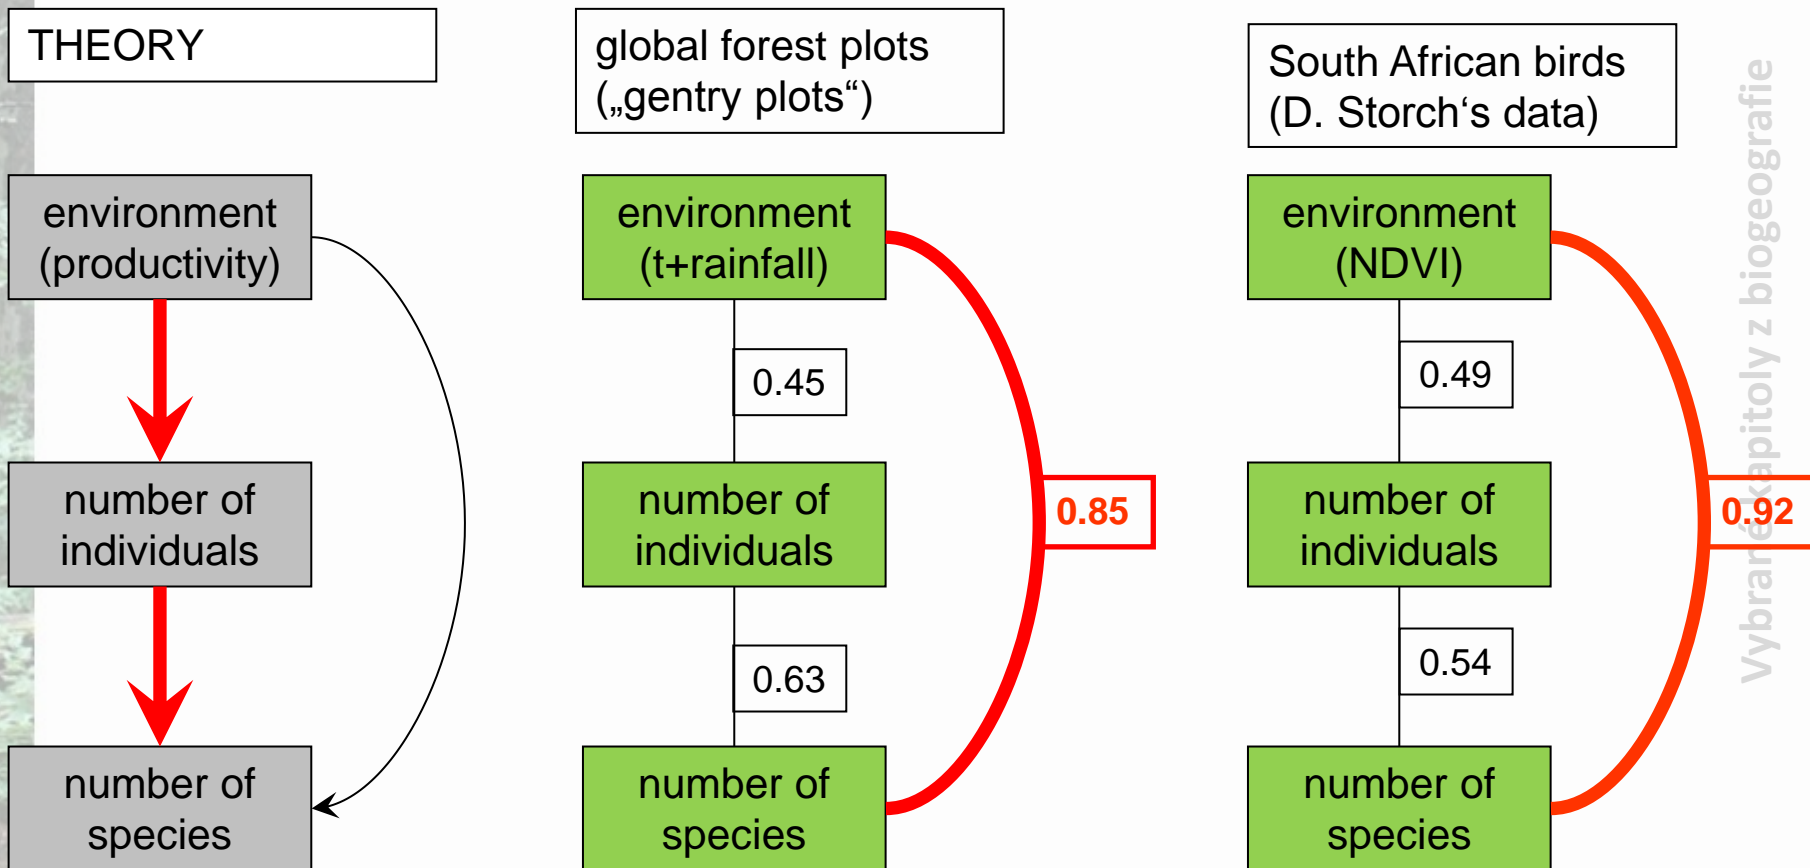 THEORY
environment
(productivity)
number of
individuals
number of
species
global forest plots
(„gentry plots“)
environment
(t+rainfall)
0.45
number of
individuals
0.85
0.63
number of
species
South African birds
(D. Storch‘s data)
environment
(NDVI)
0.49
number of
individuals
0.92
0.54
number of
species
Vybrané kapitoly z biogeografie